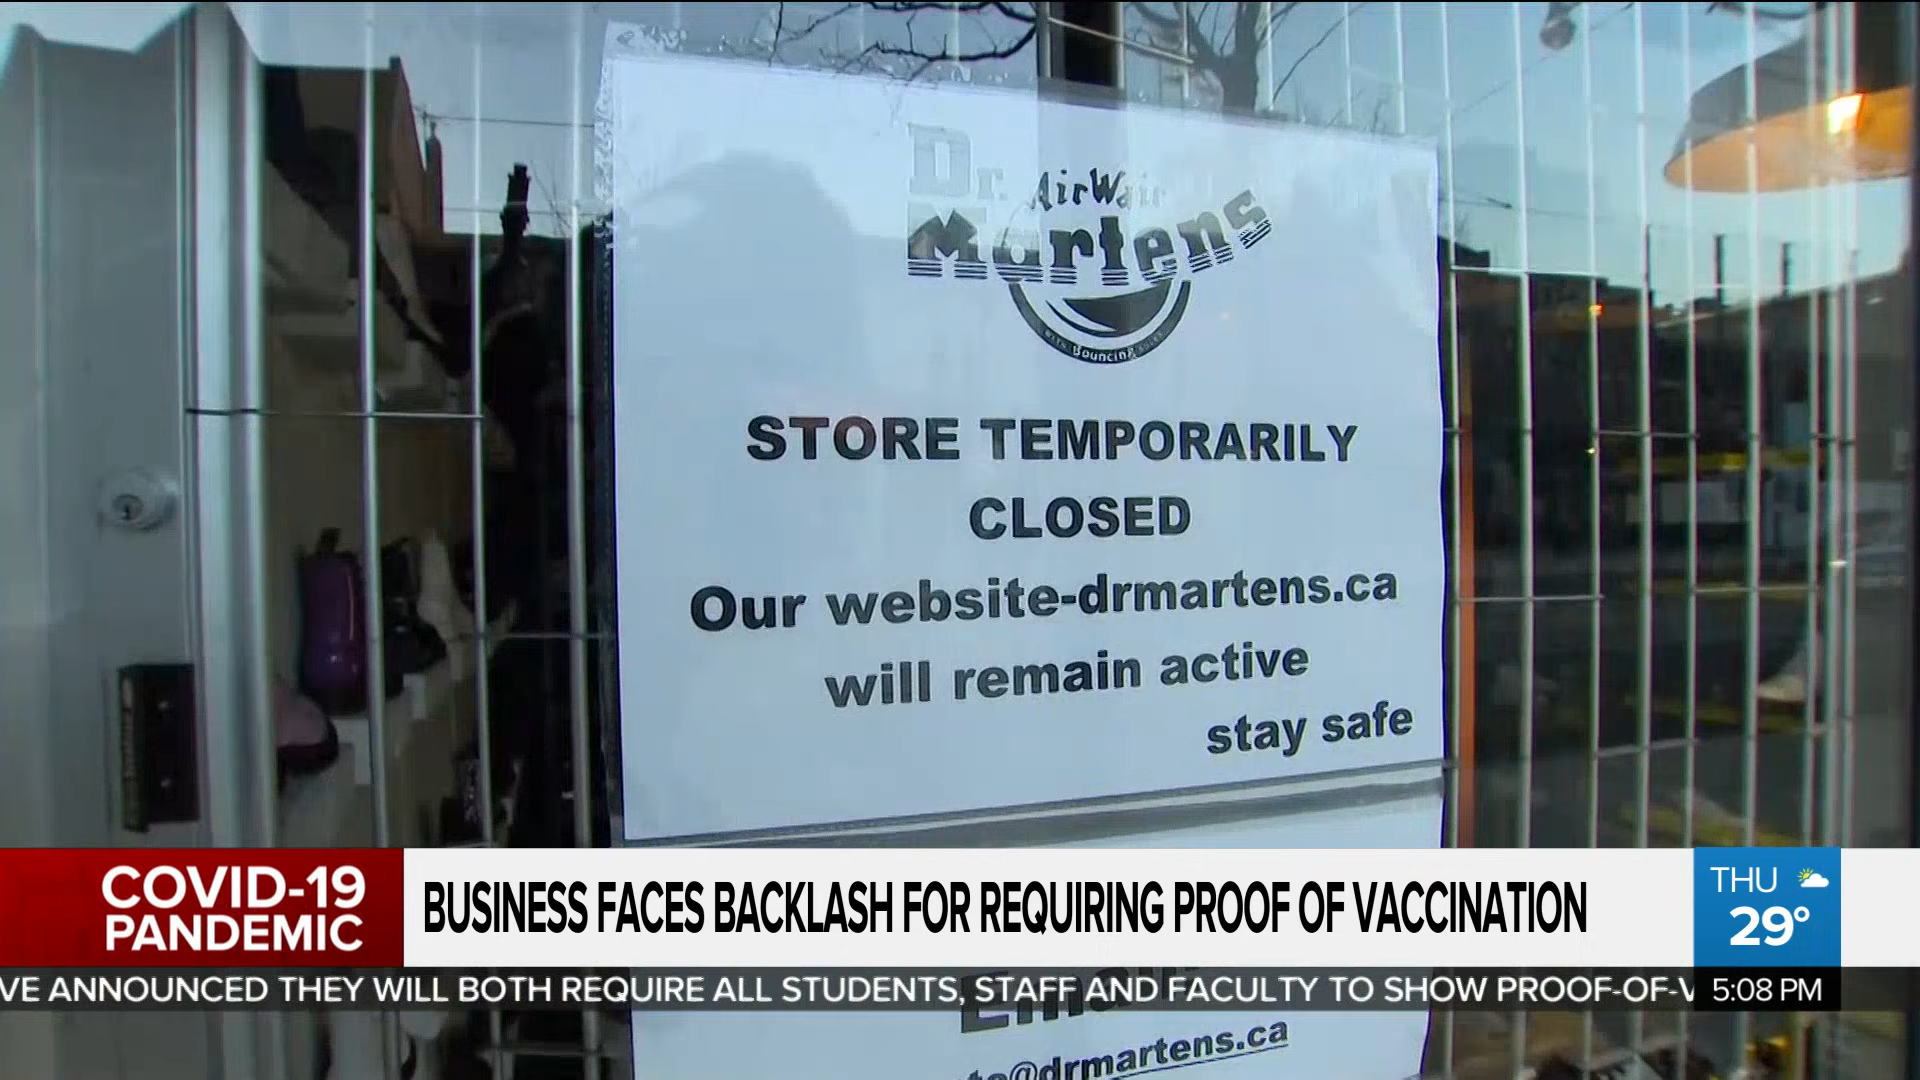 Dr. AirWair
Martens
WITH Bouncing SOLES
STORE TEMPORARILY
CLOSED
Our website-drmartens.ca
will remain active
stay safe
COVID-19
PANDEMIC
BUSINESS FACES BACKLASH FOR REQUIRING PROOF OF VACCINATION
THU
29°
VE ANNOUNCED THEY WILL BOTH REQUIRE ALL STUDENTS, STAFF AND FACULTY TO SHOW PROOF-OF-V
5:08 PM
@drmartens.ca